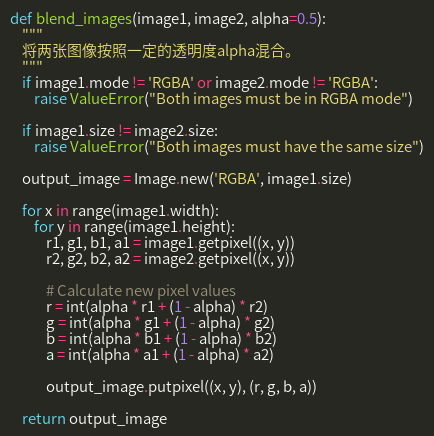 def blend_images(image1, image2, alpha=0.5):
"""
将两张图像按照一定的透明度alpha混合。
"""
if image1.mode != 'RGBA' or image2.mode != 'RGBA':
raise ValueError("Both images must be in RGBA mode")
if image1.size != image2.size:
raise ValueError("Both images must have the same size")
output_image = Image.new('RGBA', image1.size)
for x in range(image1.width):
for y in range(image1.height):
r1, g1, b1, a1 = image1.getpixel((x, y))
r2, g2, b2, a2 = image2.getpixel((x, y))
# Calculate new pixel values
r = int(alpha * r1 + (1 - alpha) * r2)
g = int(alpha * g1 + (1 - alpha) * g2)
b = int(alpha * b1 + (1 - alpha) * b2)
a = int(alpha * a1 + (1 - alpha) * a2)
output_image.putpixel((x, y), (r, g, b, a))
return output_image